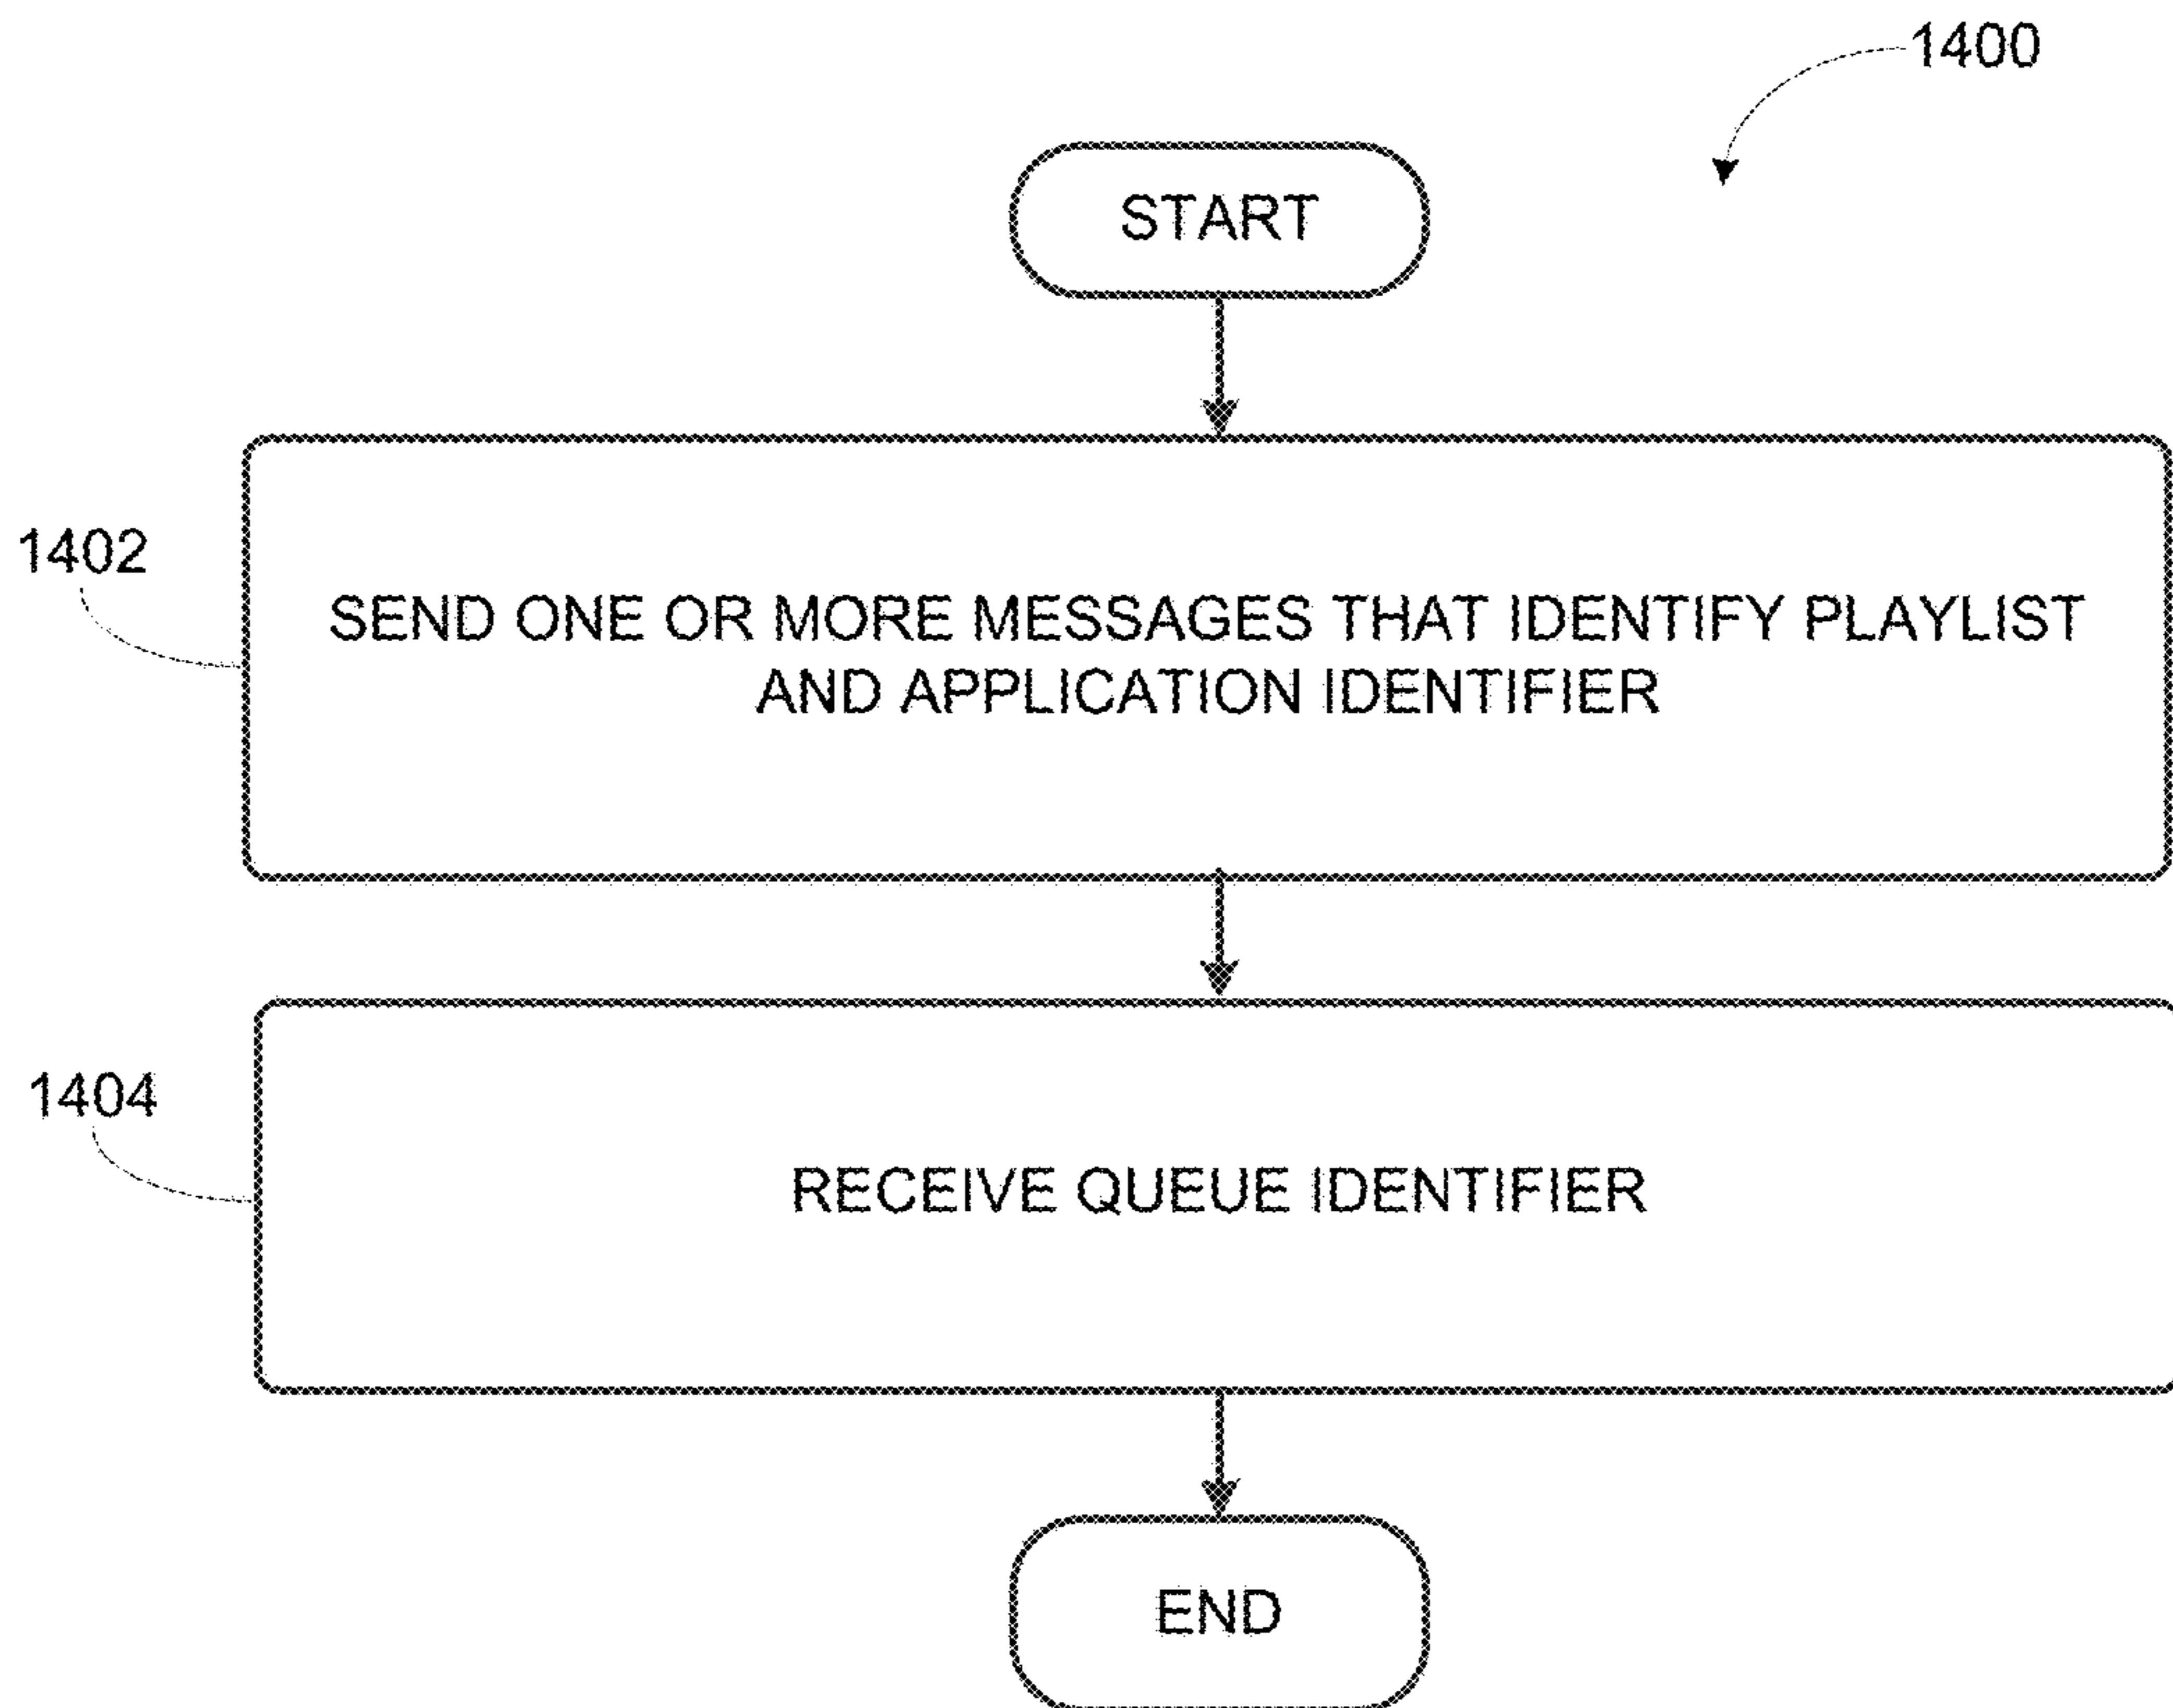 1400
START
1402
SEND ONE OR MORE MESSAGES THAT IDENTIFY PLAYLIST
AND APPLICATION IDENTIFIER
1404
RECEIVE QUEUE IDENTIFIER
END